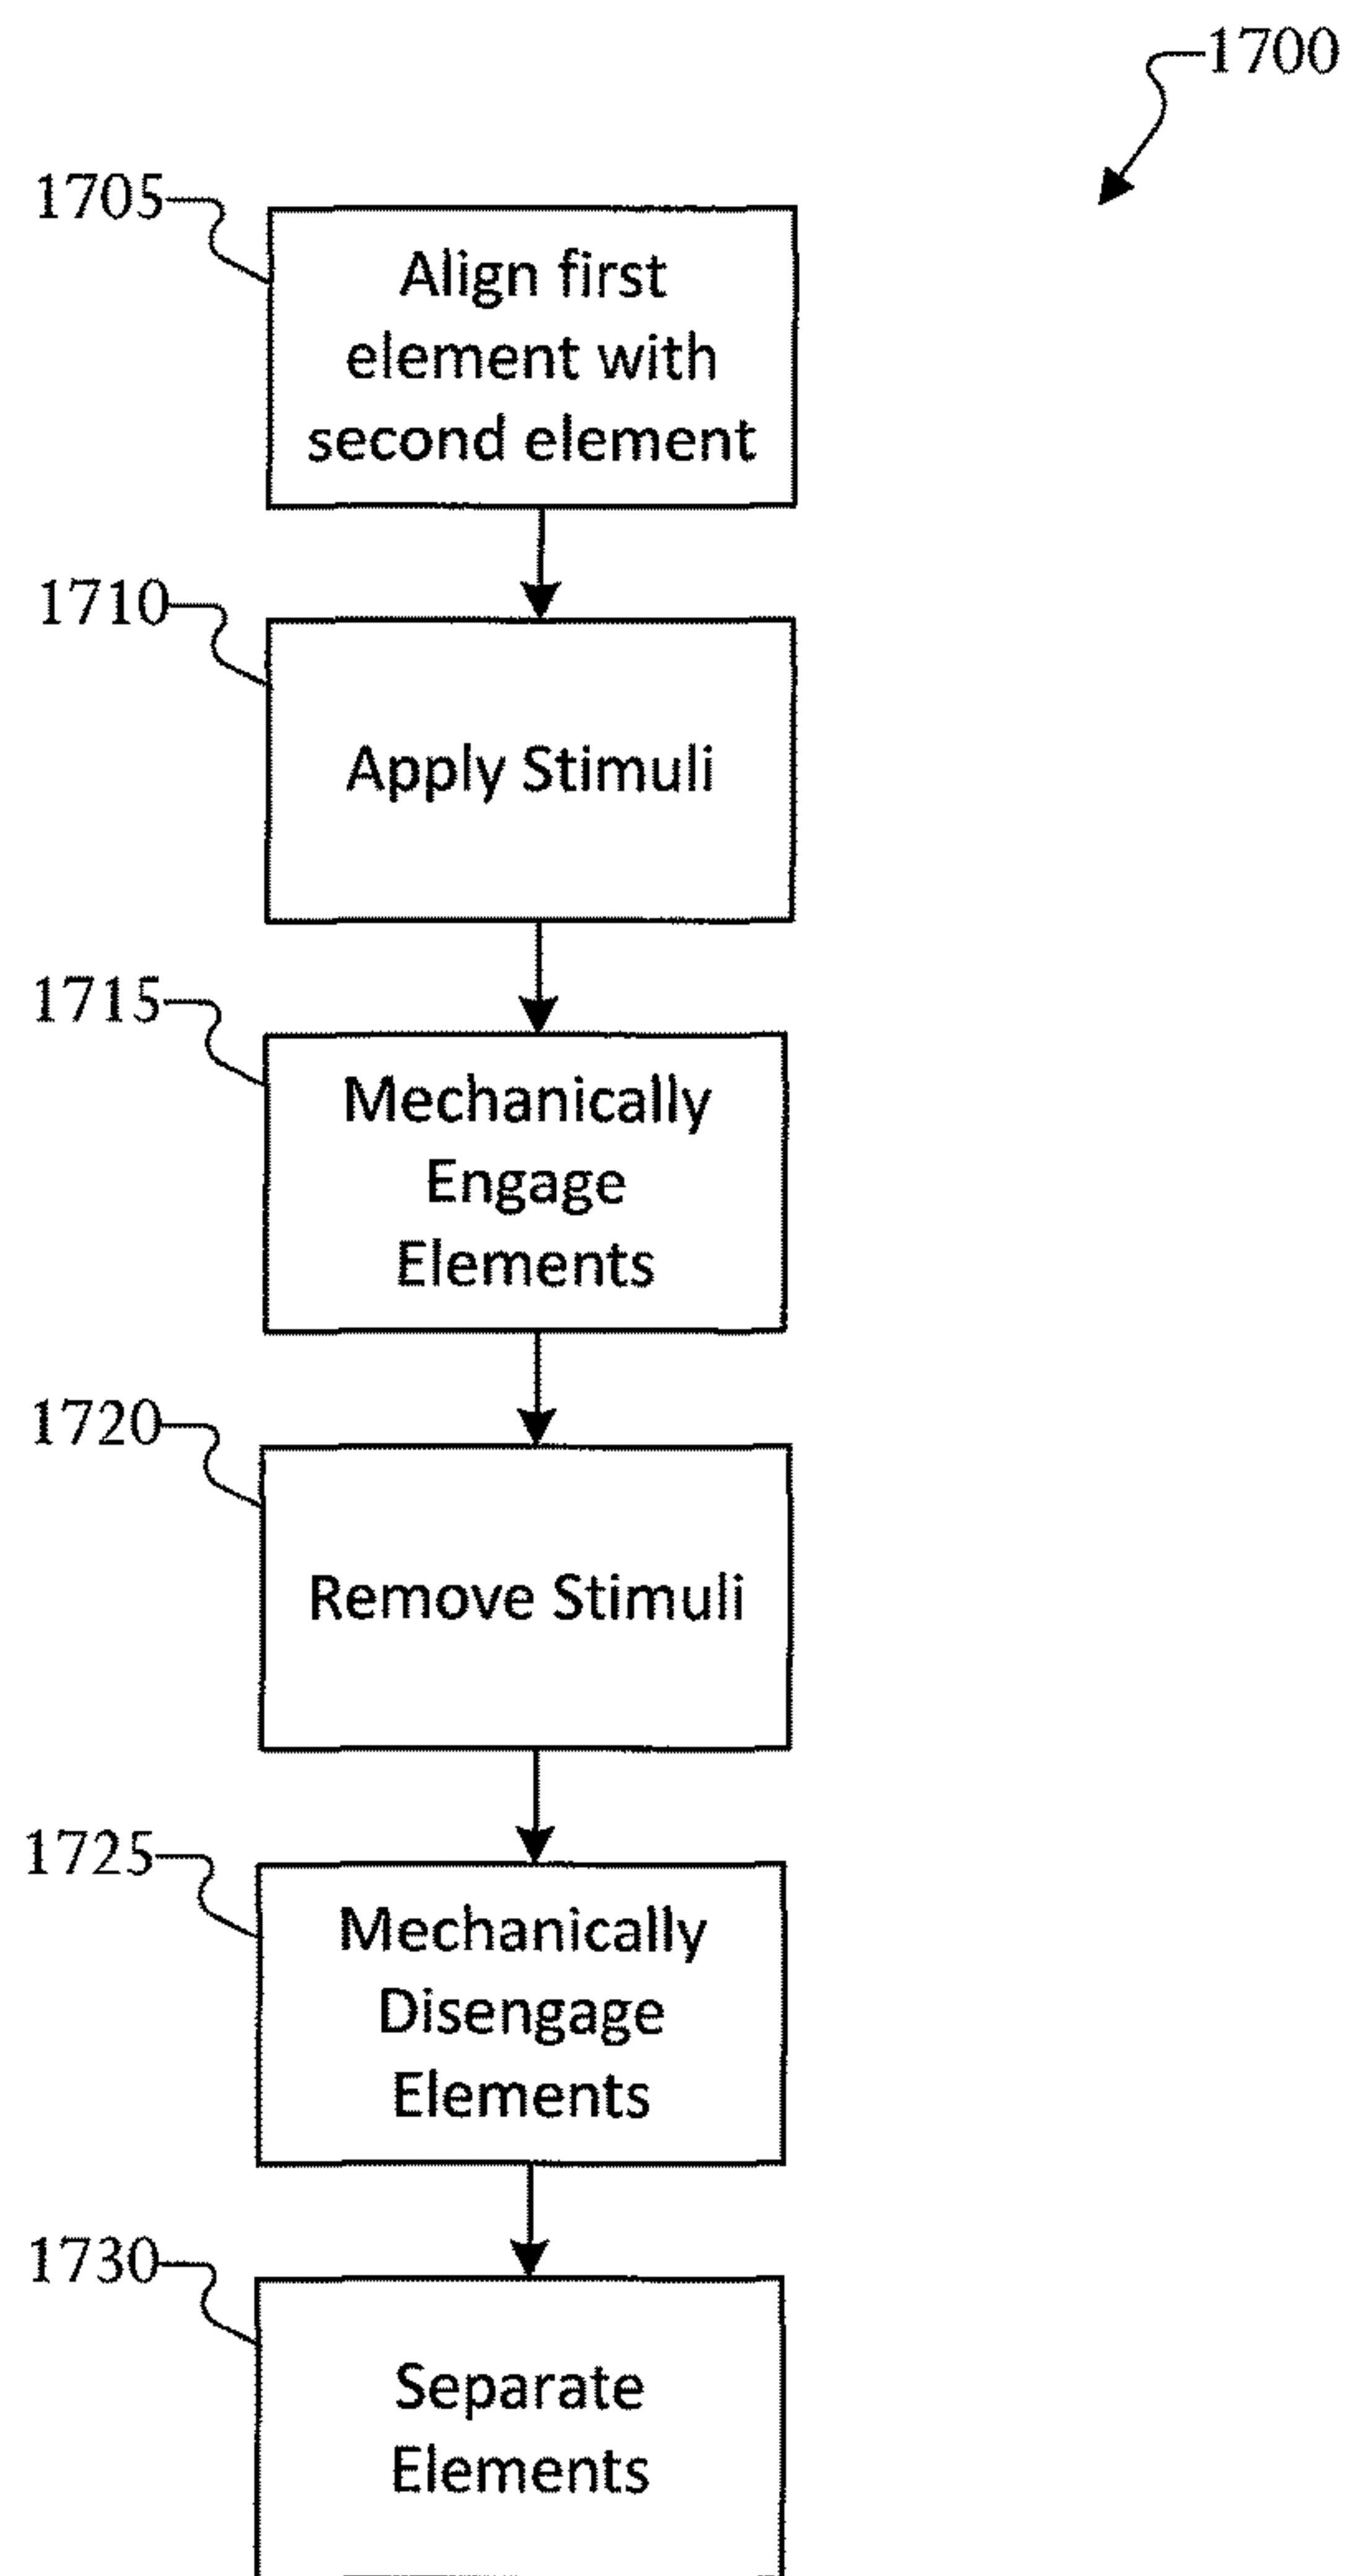 1700
1705
Align first
element with
second element
1710
Apply Stimuli
1715
Mechanically
Engage
Elements
1720
Remove Stimuli
1725
Mechanically
Disengage
Elements
1730
Separate
Elements